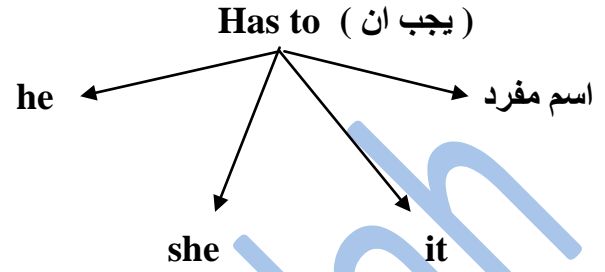 Has to ( يجب ان )
he اسم مفرد
she it